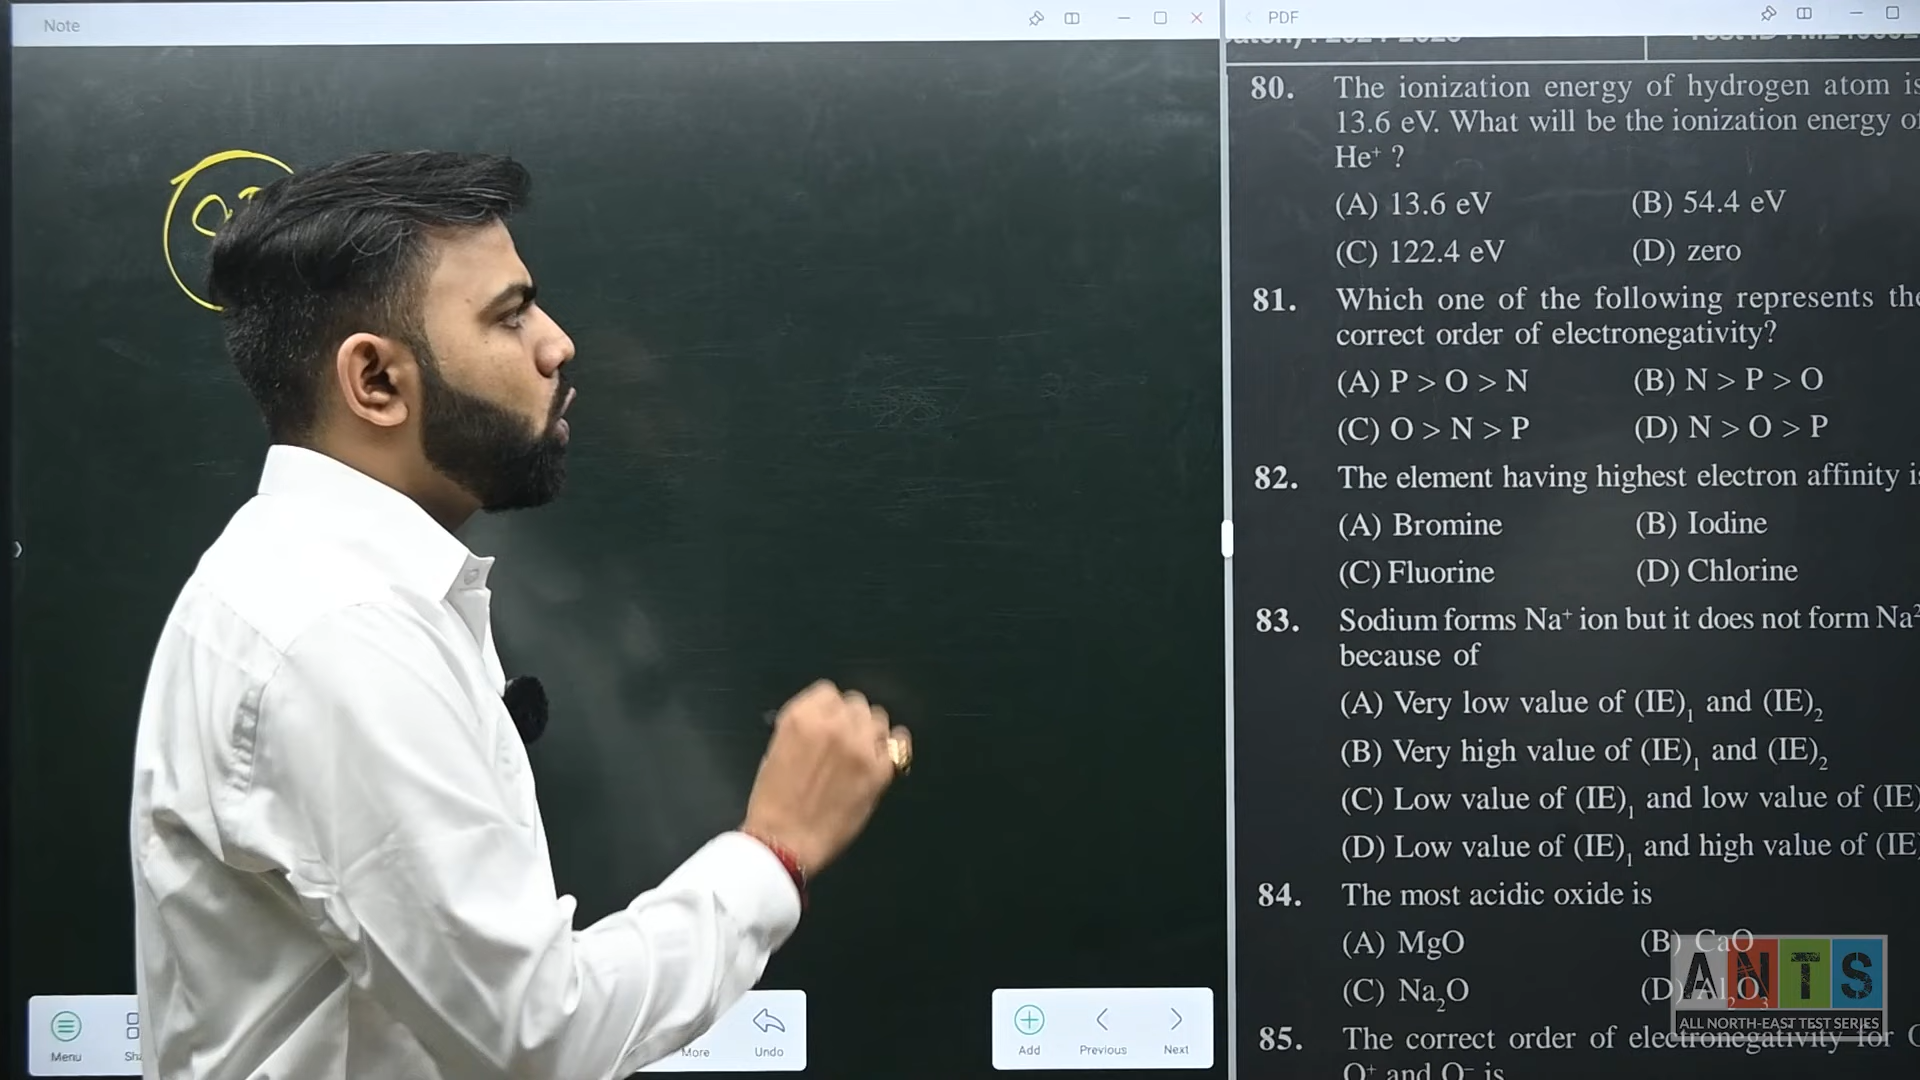 Note
PDF
80. The ionization energy of hydrogen atom is
13.6 eV. What will be the ionization energy of
He⁺ ?
(A) 13.6 eV (B) 54.4 eV
(C) 122.4 eV (D) zero
81. Which one of the following represents the
correct order of electronegativity?
(A) P > O > N (B) N > P > O
(C) O > N > P (D) N > O > P
82. The element having highest electron affinity is
(A) Bromine (B) Iodine
(C) Fluorine (D) Chlorine
83. Sodium forms Na⁺ ion but it does not form Na²
because of
(A) Very low value of (IE)₁ and (IE)₂
(B) Very high value of (IE)₁ and (IE)₂
(C) Low value of (IE)₁ and low value of (IE)
(D) Low value of (IE)₁ and high value of (IE
84. The most acidic oxide is
(A) MgO (B) CaO
(C) Na₂O (D) Al₂O₃
ANTS
ALL NORTH-EAST TEST SERIES
85. The correct order of electronegativity for O
O⁺ and O⁻ is
Menu
More
Undo
Add
Previous
Next